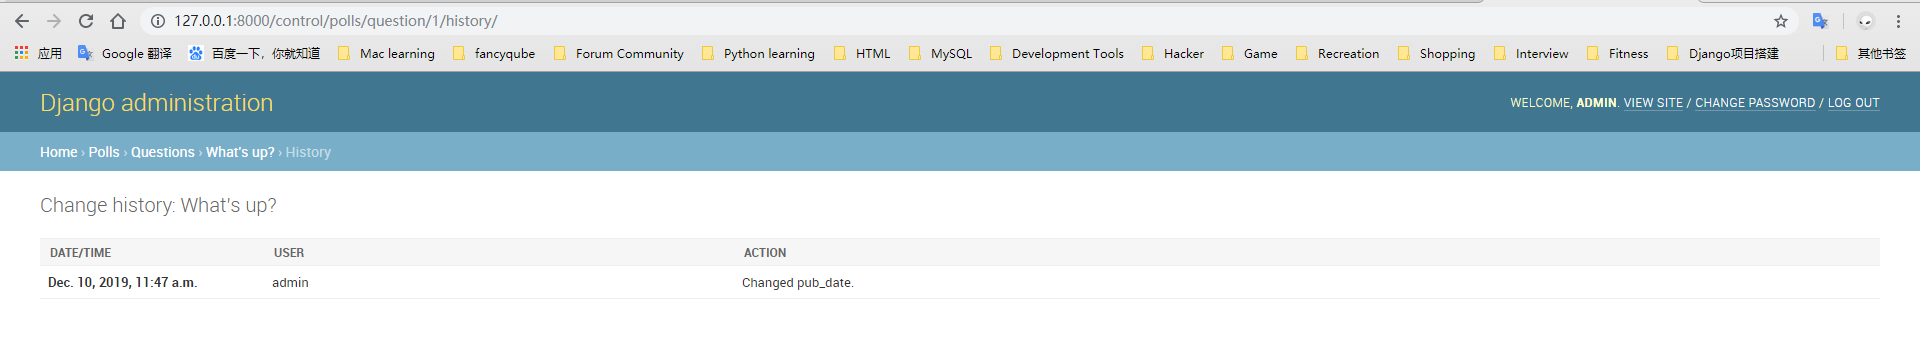 127.0.0.1:8000/control/polls/question/1/history/
应用 Google 翻译 百度一下，你就知道 Mac learning fancyqube Forum Community Python learning HTML MySQL Development Tools Hacker Game Recreation Shopping Interview Fitness Django项目搭建 其他书签
Django administration
WELCOME, ADMIN. VIEW SITE / CHANGE PASSWORD / LOG OUT
Home › Polls › Questions › What's up? › History
Change history: What's up?
DATE/TIME USER ACTION
Dec. 10, 2019, 11:47 a.m. admin Changed pub_date.